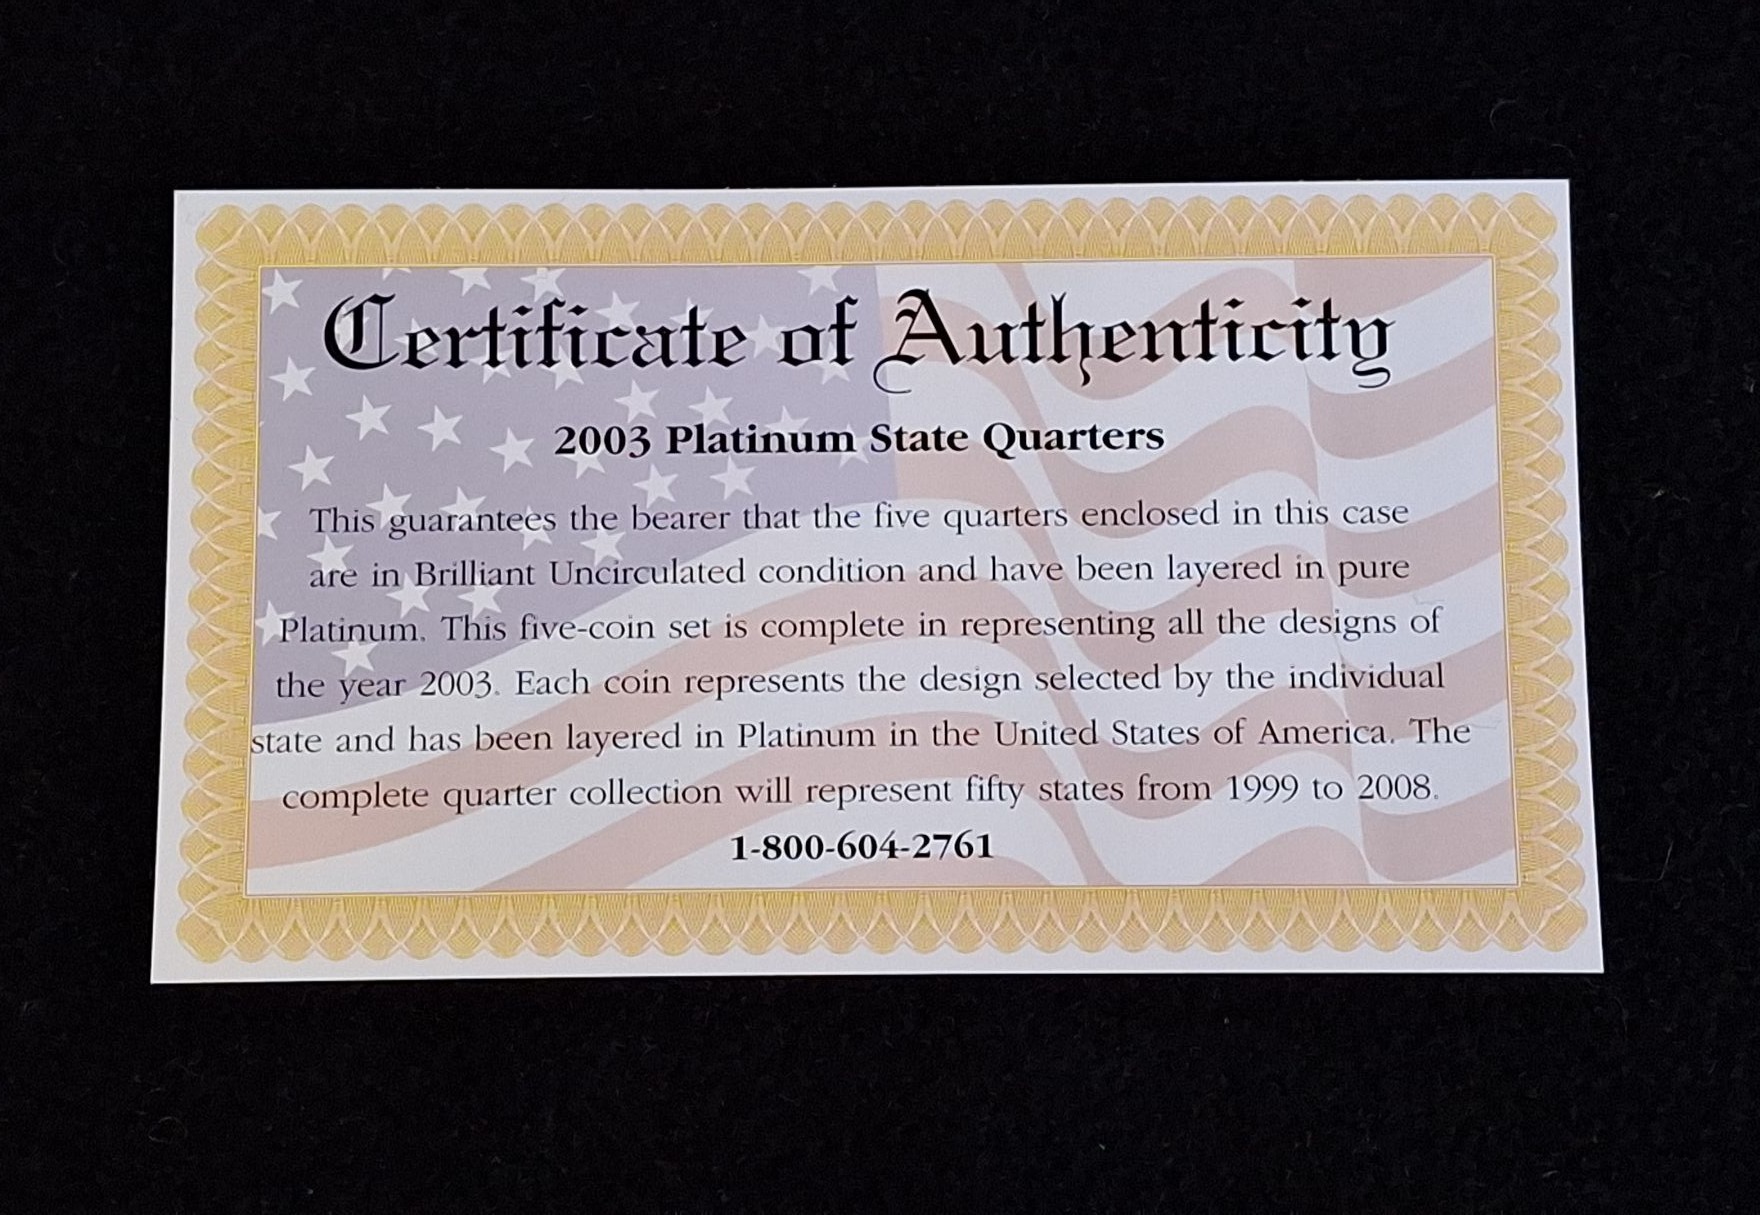 Certificate of Authenticity
2003 Platinum State Quarters
This guarantees the bearer that the five quarters enclosed in this case
are in Brilliant Uncirculated condition and have been layered in pure
Platinum. This five-coin set is complete in representing all the designs of
the year 2003. Each coin represents the design selected by the individual
state and has been layered in Platinum in the United States of America. The
complete quarter collection will represent fifty states from 1999 to 2008.
1-800-604-2761